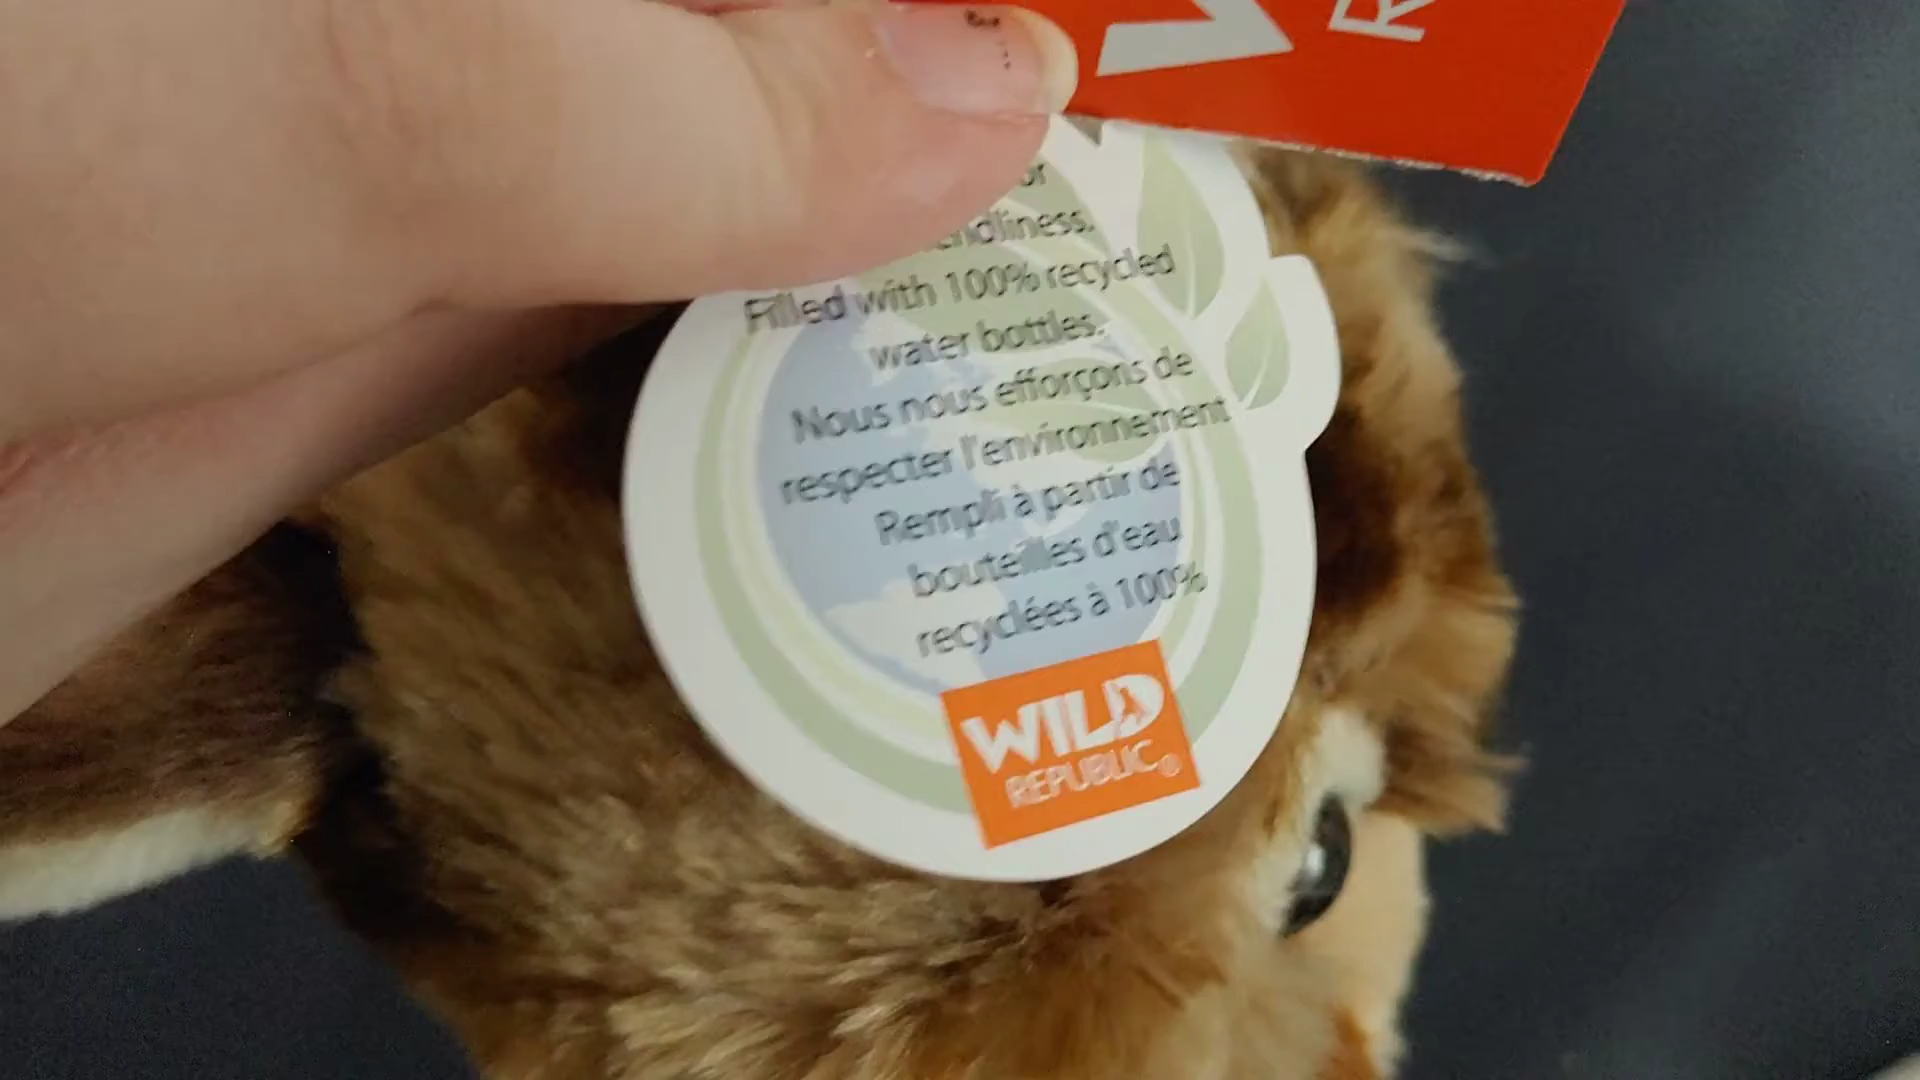 Filled with 100% recycled
water bottles.
Nous nous efforçons de
respecter l'environnement
Rempli à partir de
bouteilles d'eau
recyclées à 100%
WILD
REPUBLIC®